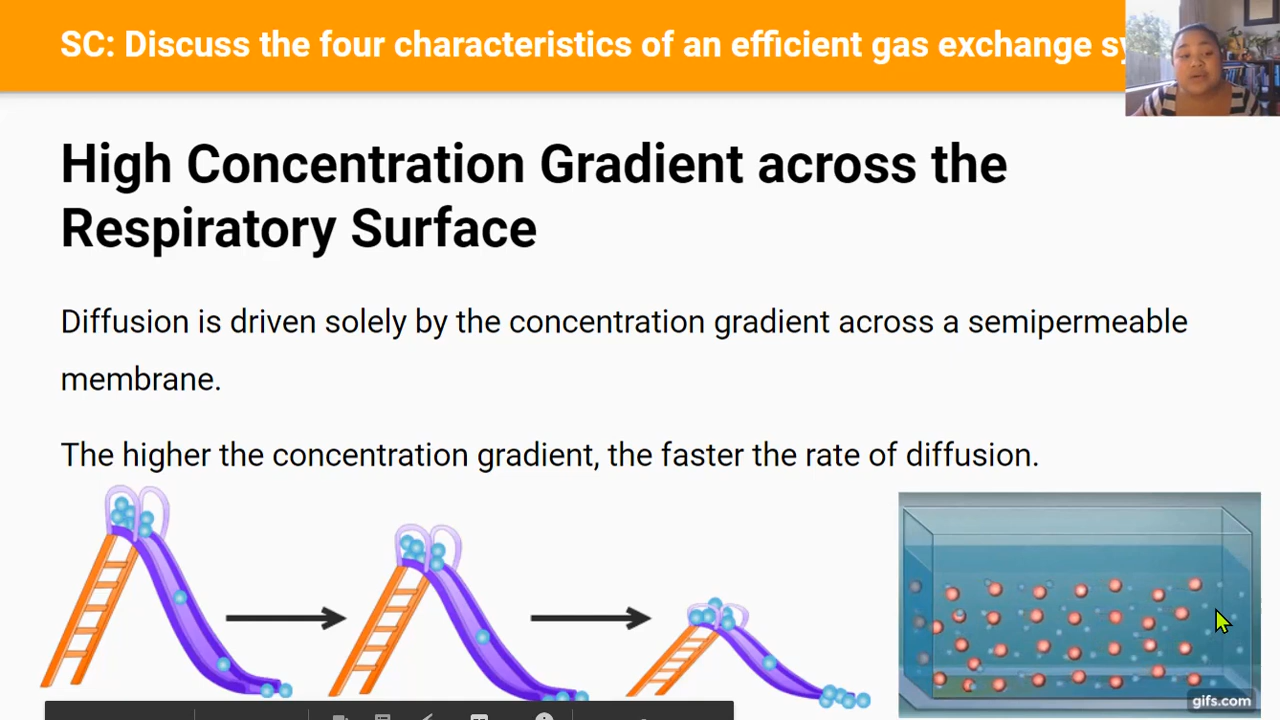 SC: Discuss the four characteristics of an efficient gas exchange
High Concentration Gradient across the
Respiratory Surface
Diffusion is driven solely by the concentration gradient across a semipermeable
membrane.
The higher the concentration gradient, the faster the rate of diffusion.
gifs.com